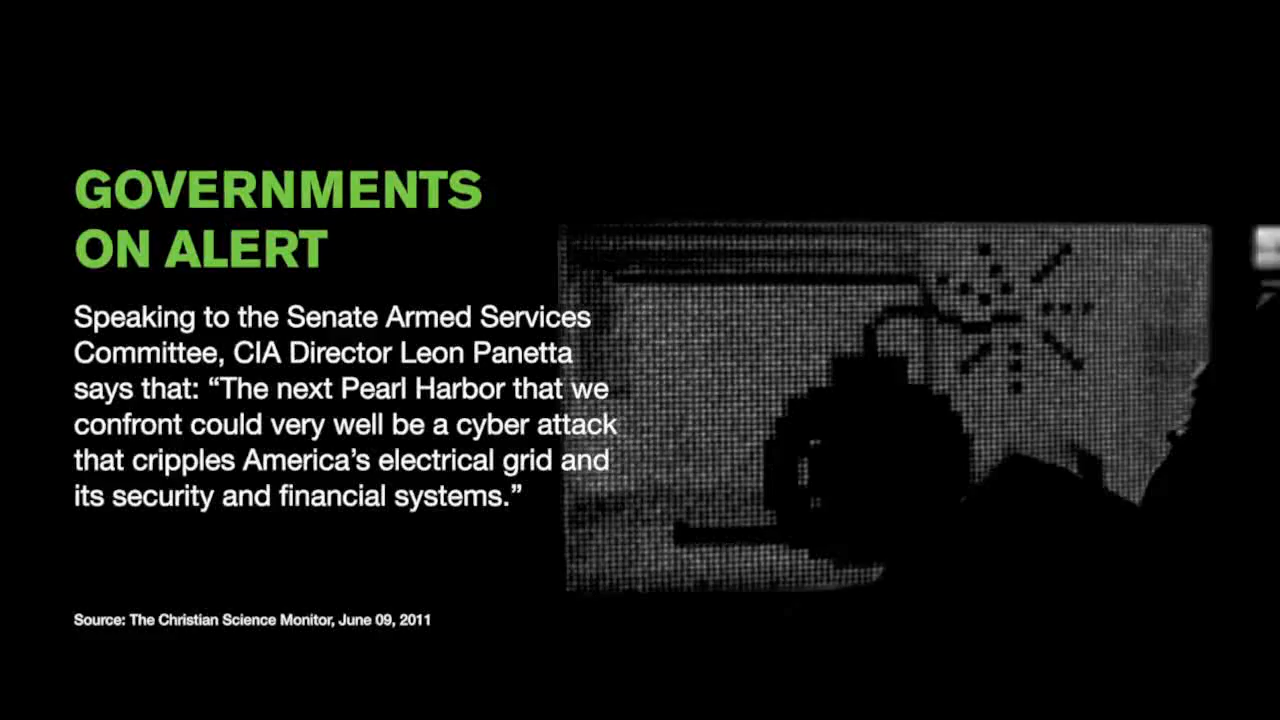 GOVERNMENTS
ON ALERT
Speaking to the Senate Armed Services
Committee, CIA Director Leon Panetta
says that: “The next Pearl Harbor that we
confront could very well be a cyber attack
that cripples America’s electrical grid and
its security and financial systems.”
Source: The Christian Science Monitor, June 09, 2011